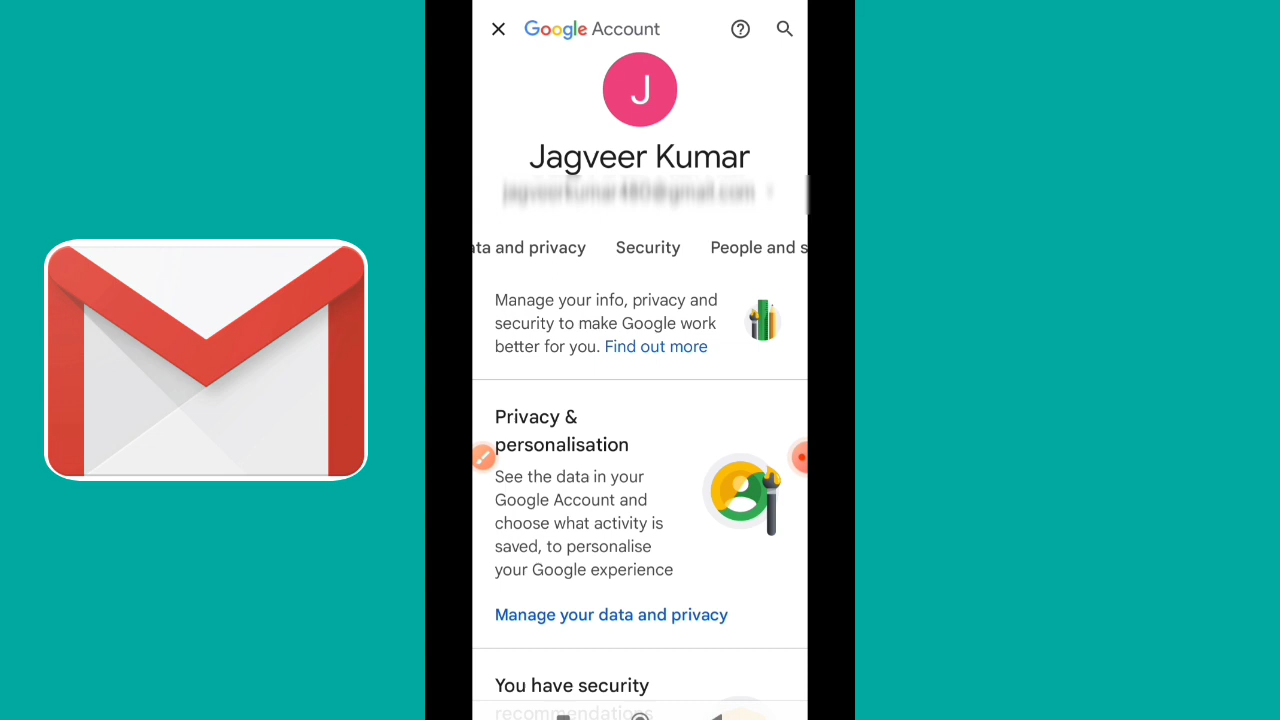 Google Account
J
Jagveer Kumar
ata and privacy Security People and s
Manage your info, privacy and
security to make Google work
better for you. Find out more
Privacy &
personalisation
See the data in your
Google Account and
choose what activity is
saved, to personalise
your Google experience
Manage your data and privacy
You have security
recommendations